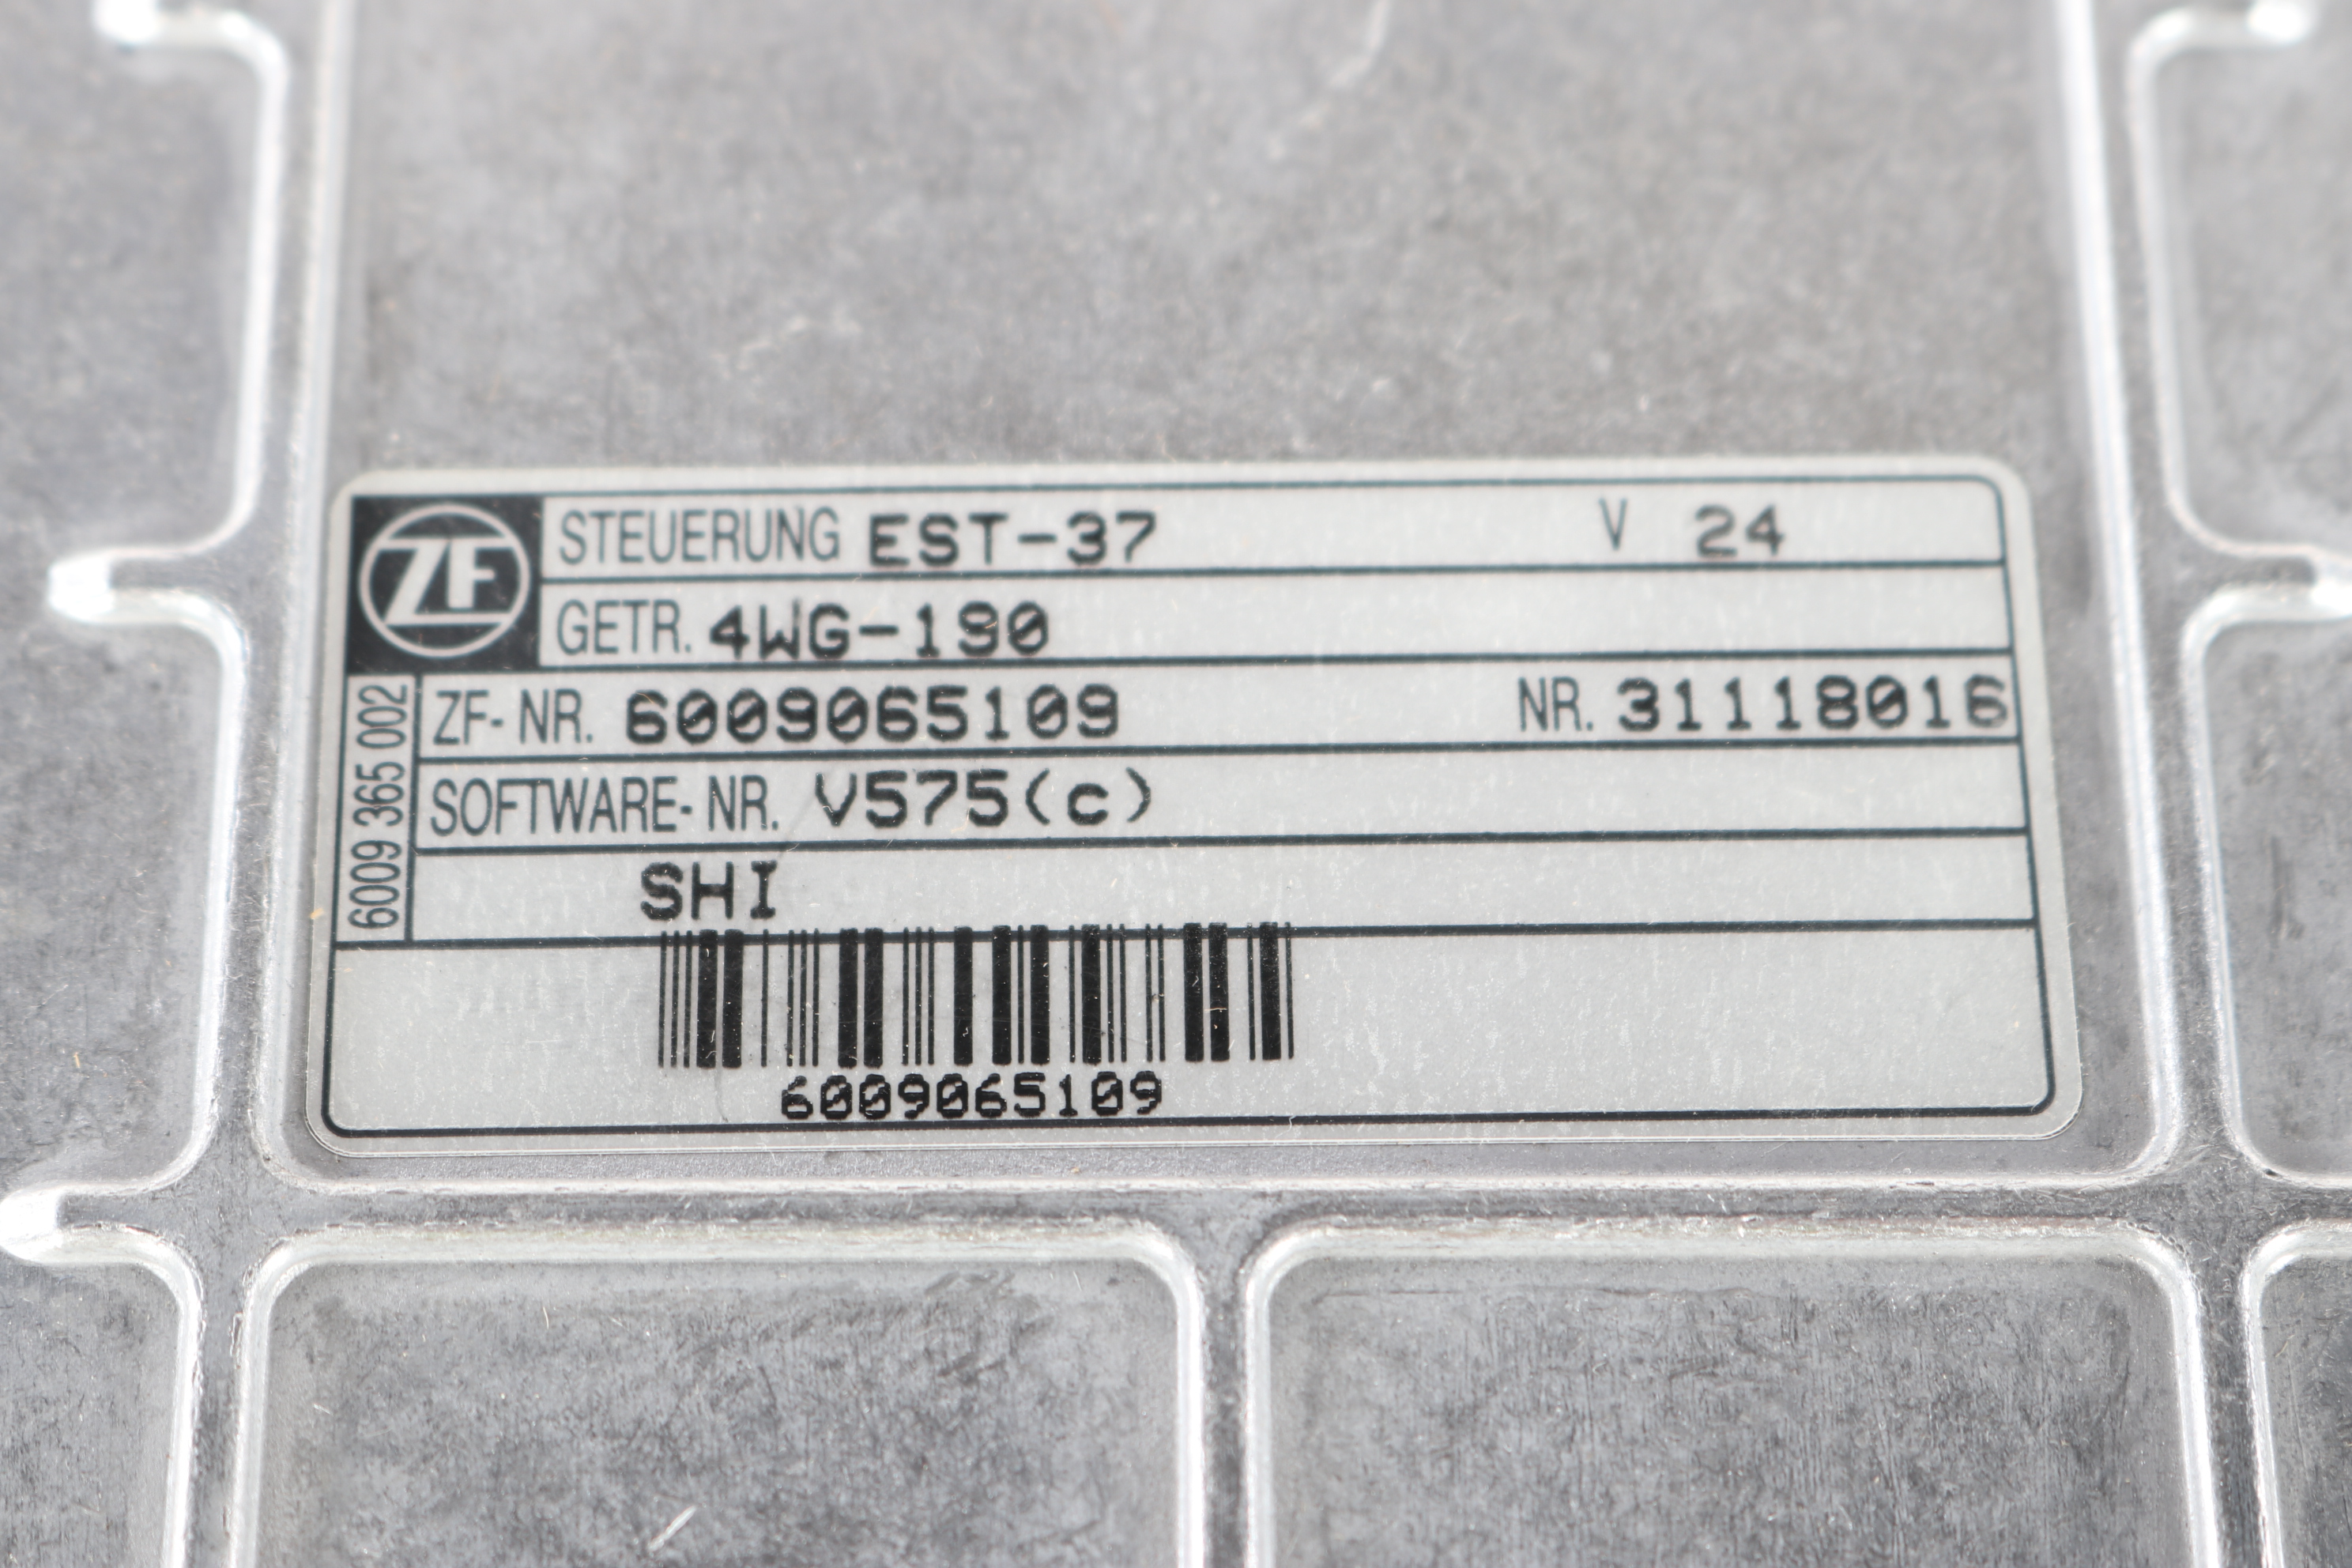 ZF STEUERUNG EST-37 V 24
GETR. 4WG-190
6009 365 002
ZF- NR. 6009065109 NR. 31118016
SOFTWARE- NR. V575(c)
SHI
6009065109